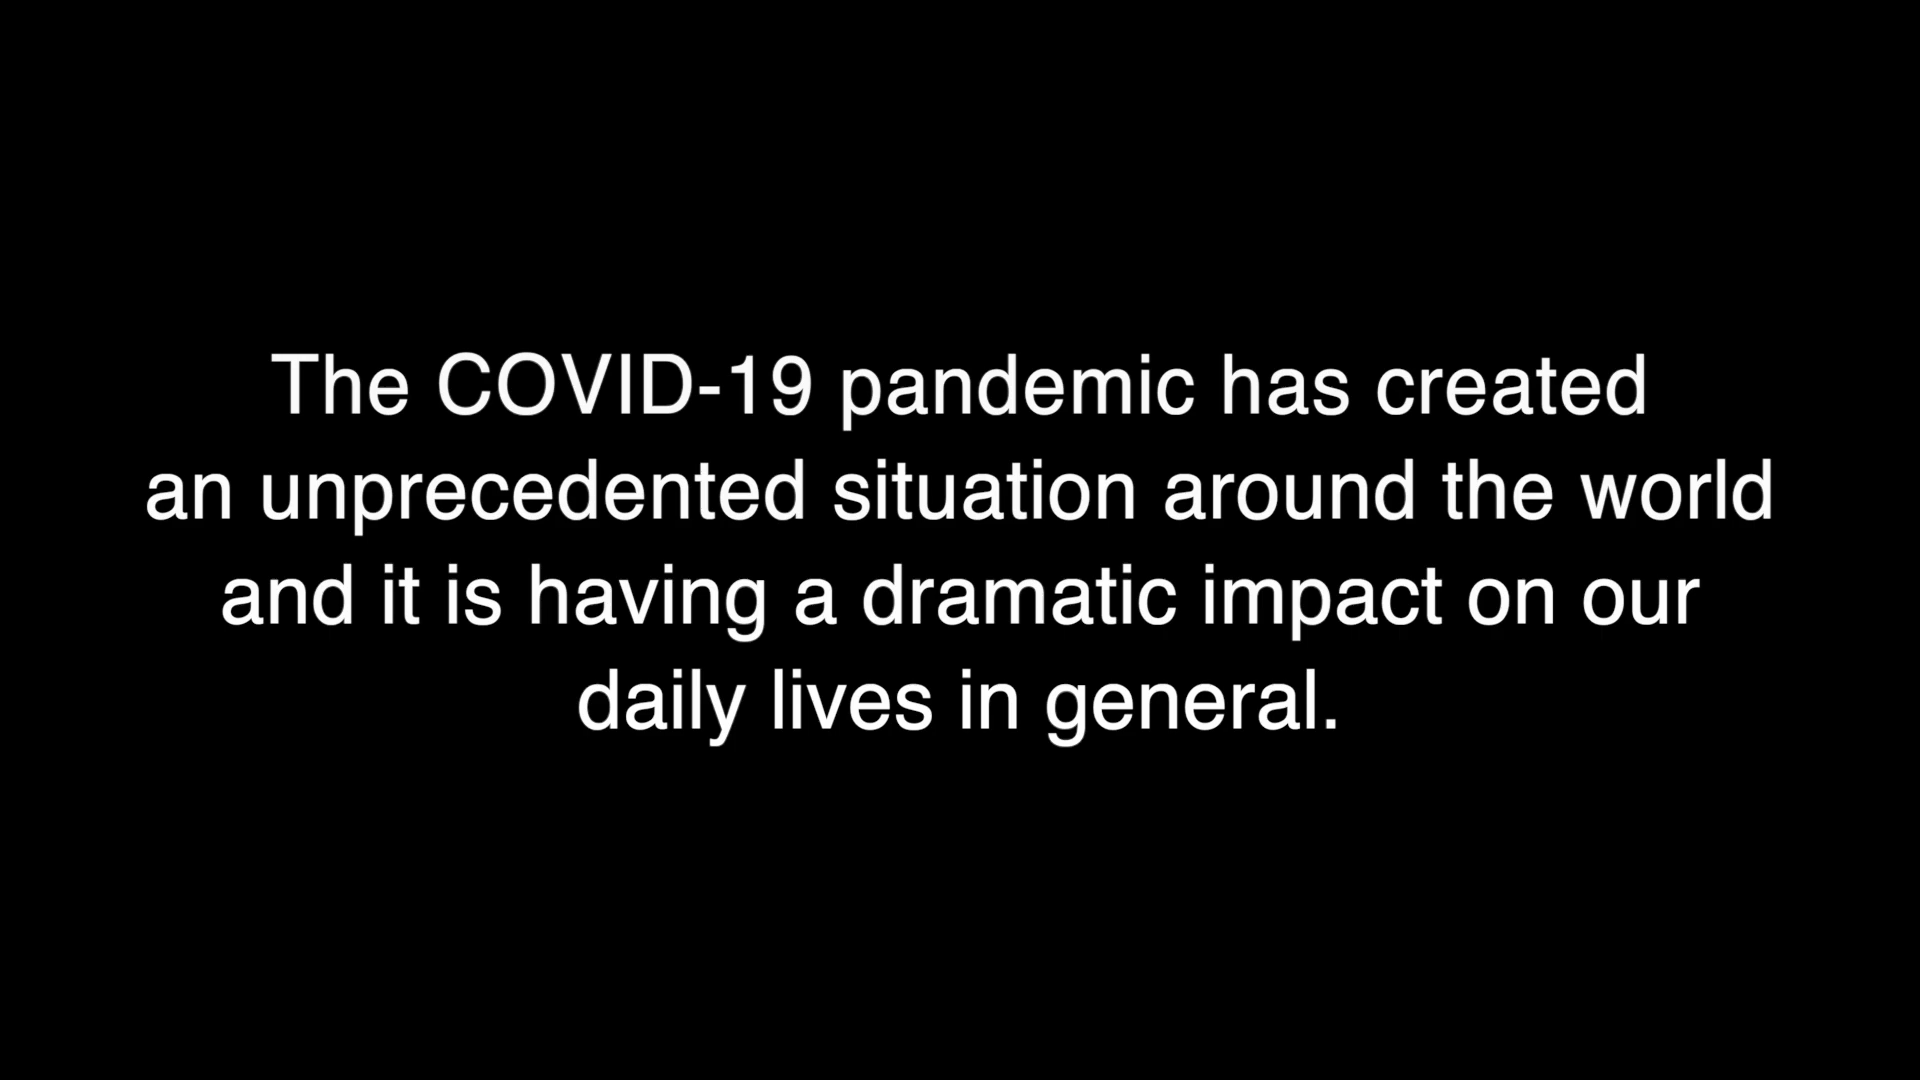 The COVID-19 pandemic has created
an unprecedented situation around the world
and it is having a dramatic impact on our
daily lives in general.